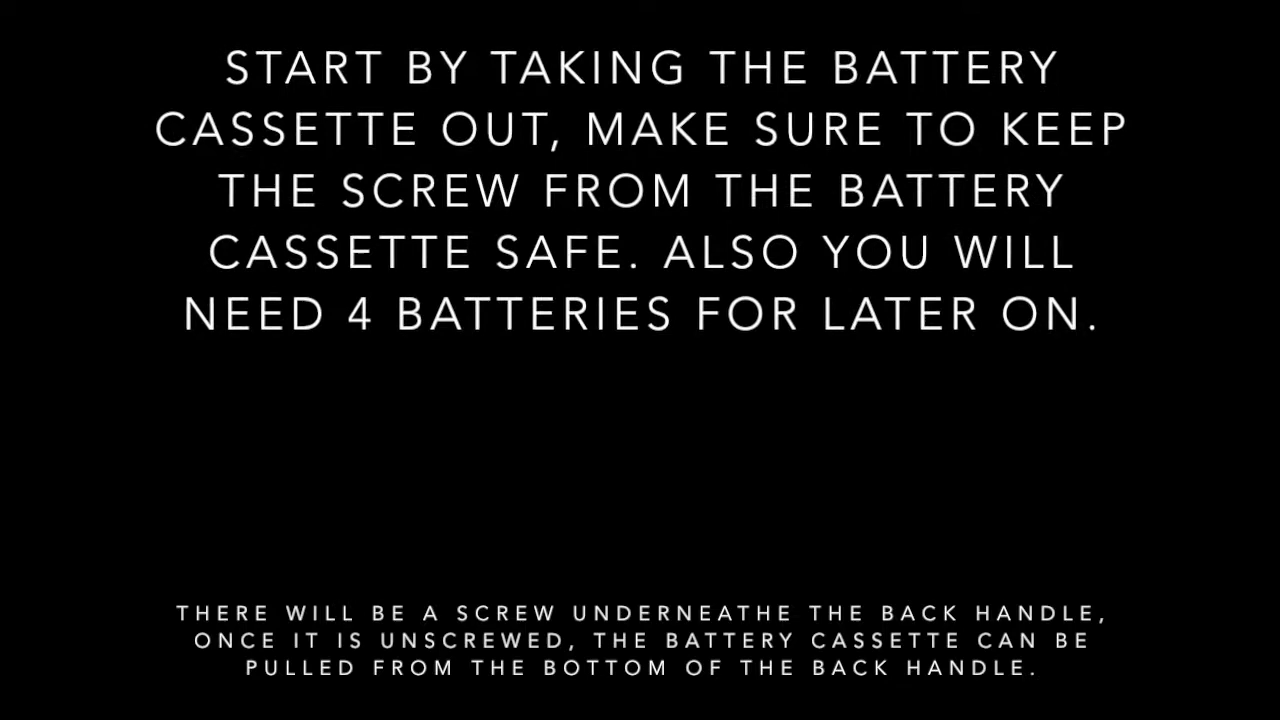 START BY TAKING THE BATTERY
CASSETTE OUT, MAKE SURE TO KEEP
THE SCREW FROM THE BATTERY
CASSETTE SAFE. ALSO YOU WILL
NEED 4 BATTERIES FOR LATER ON.
THERE WILL BE A SCREW UNDERNEATHE THE BACK HANDLE,
ONCE IT IS UNSCREWED, THE BATTERY CASSETTE CAN BE
PULLED FROM THE BOTTOM OF THE BACK HANDLE.